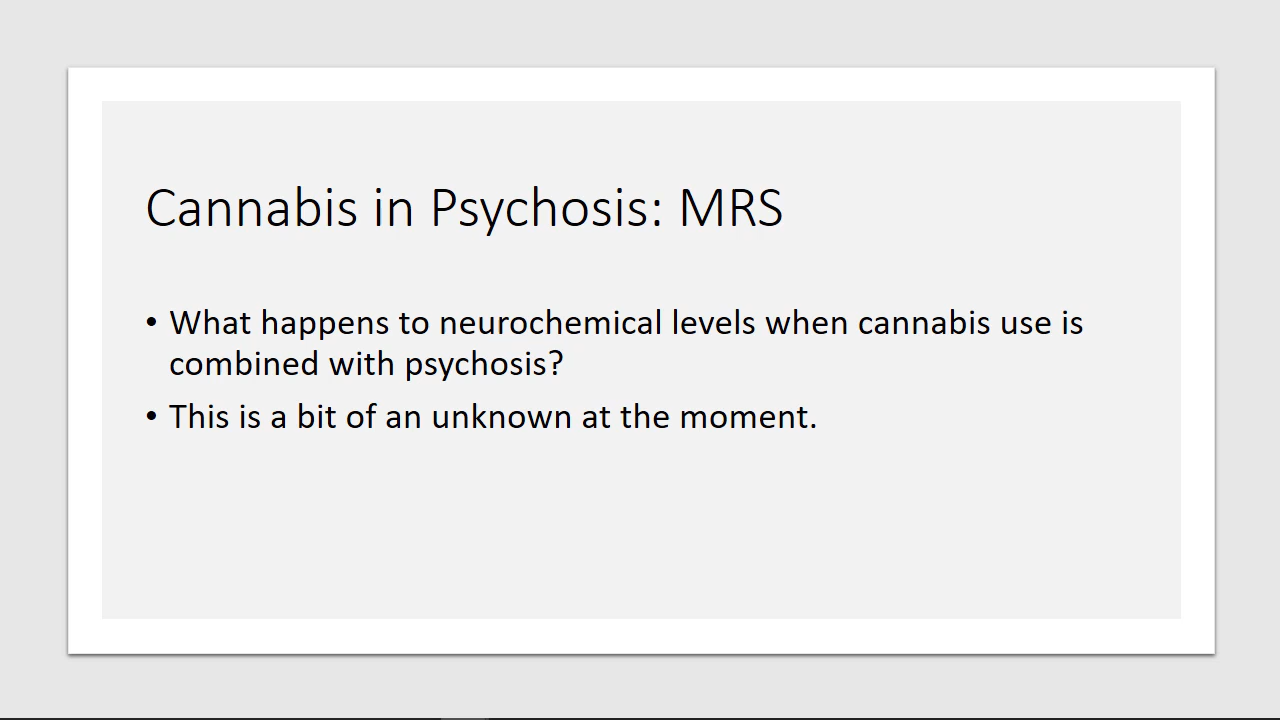 Cannabis in Psychosis: MRS
• What happens to neurochemical levels when cannabis use is
combined with psychosis?
• This is a bit of an unknown at the moment.